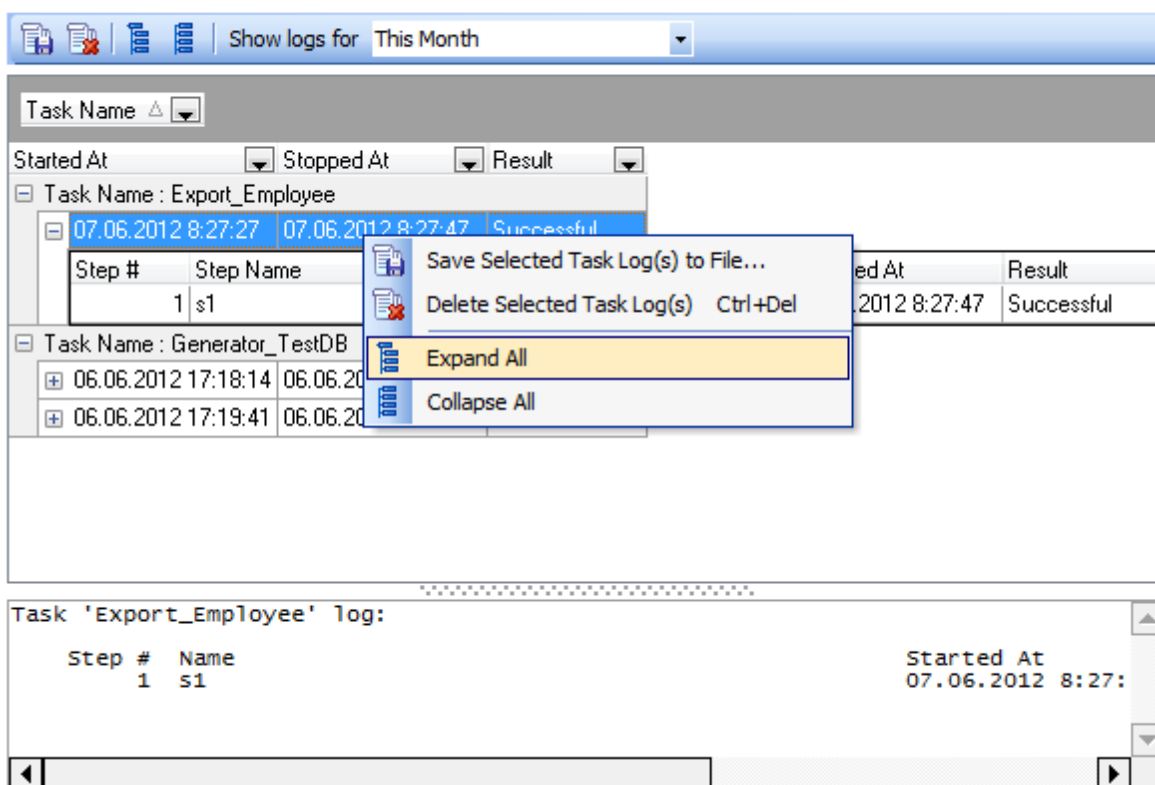 Show logs for This Month
Task Name
Started At Stopped At Result
Task Name : Export_Employee
07.06.2012 8:27:27 07.06.2012 8:27:47 Successful
Save Selected Task Log(s) to File...
Delete Selected Task Log(s) Ctrl+Del
Expand All
Collapse All
Step # Step Name ed At Result
1 s1 .2012 8:27:47 Successful
Task Name : Generator_TestDB
06.06.2012 17:18:14 06.06.20
06.06.2012 17:19:41 06.06.20
Task 'Export_Employee' log:
Step # Name Started At
1 s1 07.06.2012 8:27: